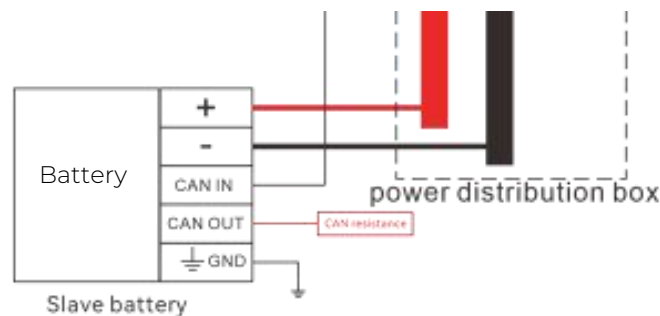 +
-
Battery
CAN IN
power distribution box
CAN OUT
CAN resistance
GND
Slave battery